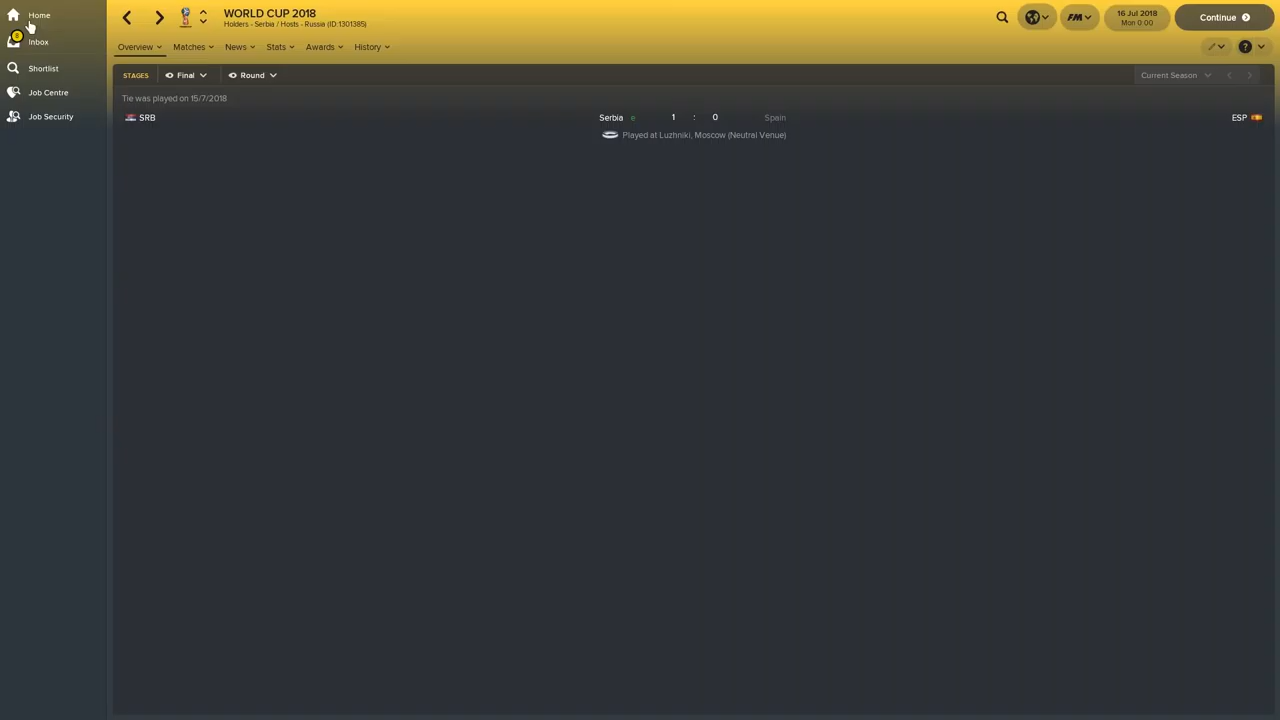 Home
8
Inbox
Shortlist
Job Centre
Job Security
WORLD CUP 2018
Holders - Serbia / Hosts - Russia (ID:1301385)
FM
16 Jul 2018
Mon 0:00
Continue
Overview Matches News Stats Awards History
?
STAGES Final Round Current Season
Tie was played on 15/7/2018
SRB Serbia e 1 : 0 Spain ESP
Played at Luzhniki, Moscow (Neutral Venue)